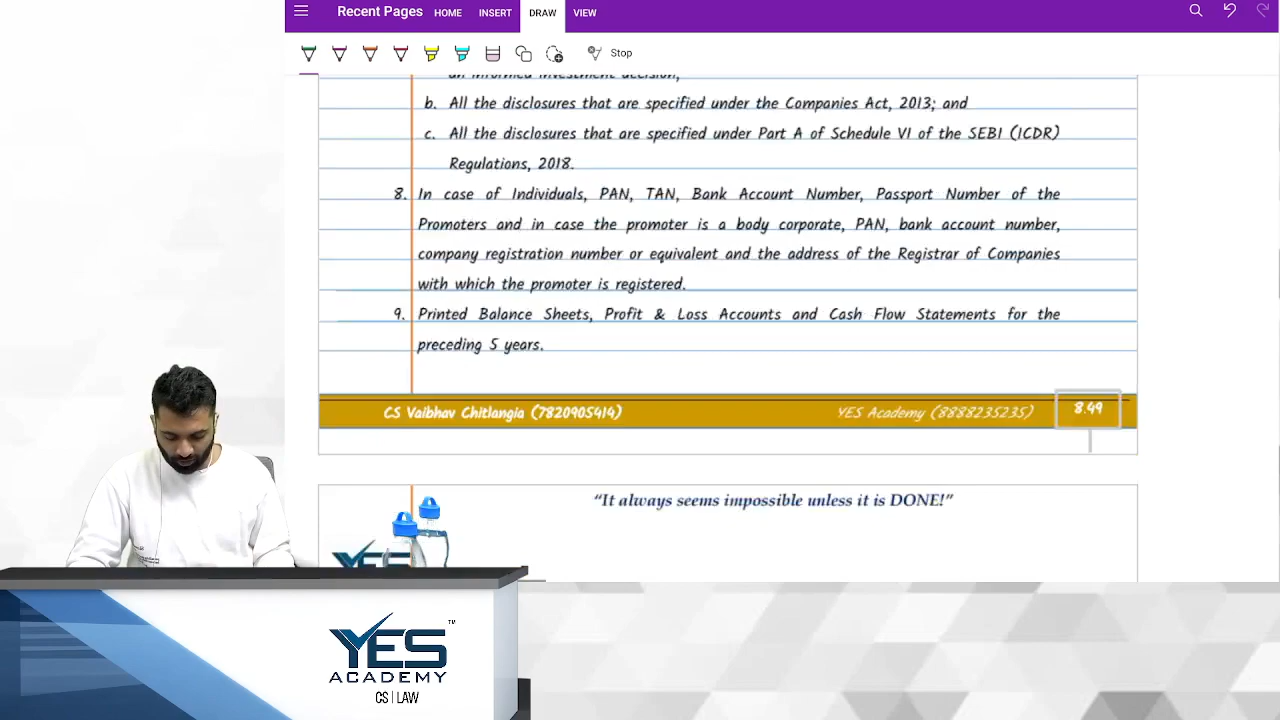 Recent Pages HOME INSERT DRAW VIEW
Stop
an informed investment decision;
b. All the disclosures that are specified under the Companies Act, 2013; and
c. All the disclosures that are specified under Part A of Schedule VI of the SEBI (ICDR)
Regulations, 2018.
8. In case of Individuals, PAN, TAN, Bank Account Number, Passport Number of the
Promoters and in case the promoter is a body corporate, PAN, bank account number,
company registration number or equivalent and the address of the Registrar of Companies
with which the promoter is registered.
9. Printed Balance Sheets, Profit & Loss Accounts and Cash Flow Statements for the
preceding 5 years.
CS Vaibhav Chitlangia (7820905414) YES Academy (8888235235) 8.49
“It always seems impossible unless it is DONE!”
YES
YES™
ACADEMY
CS | LAW